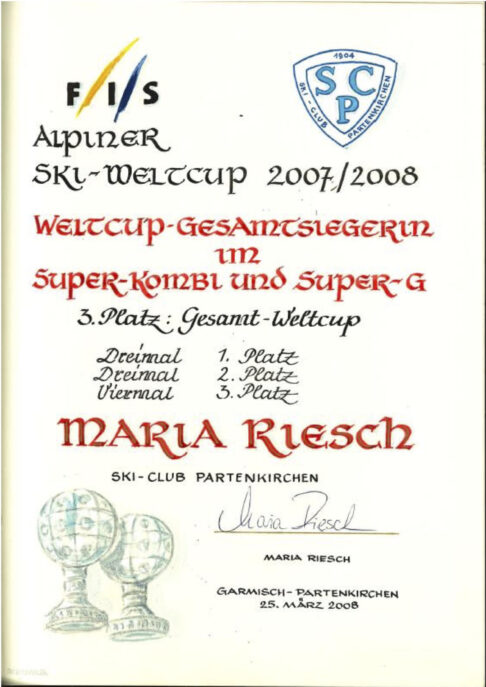 FIS
1904
SKI-CLUB PARTENKIRCHEN
SCP
ALPINER
SKI-WELTCUP 2007/2008
WELTCUP-GESAMTSIEGERIN
IM
SUPER-KOMBI UND SUPER-G
3. Platz: Gesamt-Weltcup
Dreimal 1. Platz
Dreimal 2. Platz
Viermal 3. Platz
MARIA RIESCH
SKI-CLUB PARTENKIRCHEN
Maria Riesch
MARIA RIESCH
GARMISCH-PARTENKIRCHEN
25. MÄRZ 2008